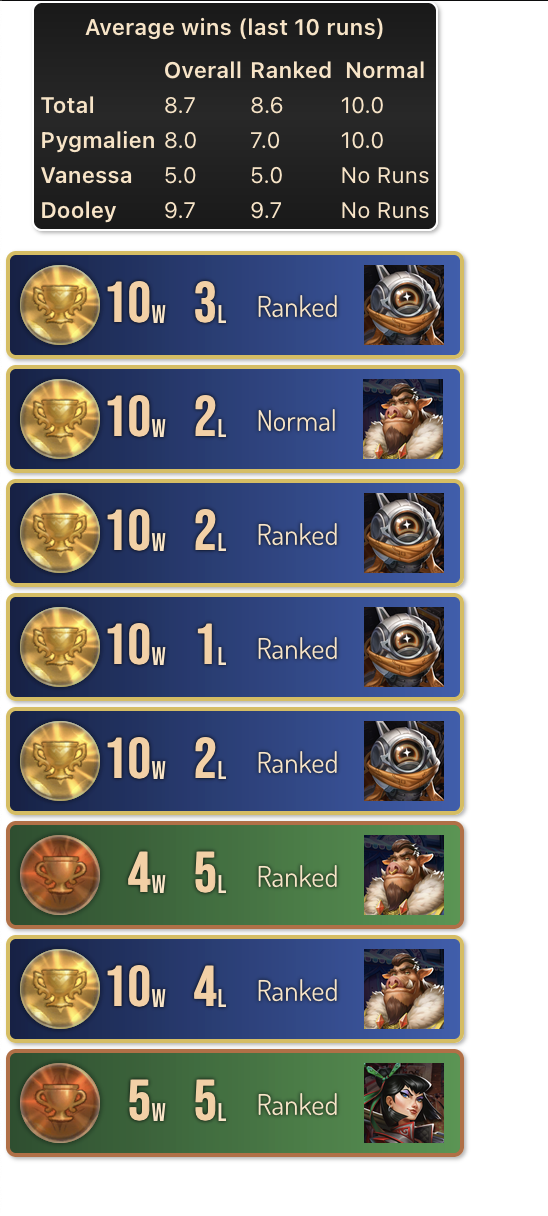 Average wins (last 10 runs)
Overall Ranked Normal
Total 8.7 8.6 10.0
Pygmalien 8.0 7.0 10.0
Vanessa 5.0 5.0 No Runs
Dooley 9.7 9.7 No Runs
10W 3L Ranked
10W 2L Normal
10W 2L Ranked
10W 1L Ranked
10W 2L Ranked
4W 5L Ranked
10W 4L Ranked
5W 5L Ranked